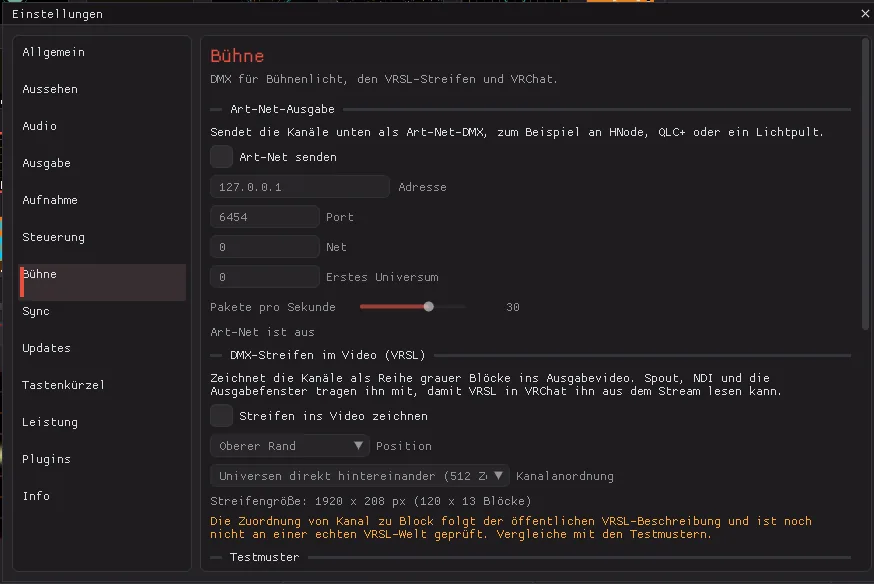 Einstellungen
Allgemein
Aussehen
Audio
Ausgabe
Aufnahme
Steuerung
Bühne
Sync
Updates
Tastenkürzel
Leistung
Plugins
Info
Bühne
DMX für Bühnenlicht, den VRSL-Streifen und VRChat.
Art-Net-Ausgabe
Sendet die Kanäle unten als Art-Net-DMX, zum Beispiel an HNode, QLC+ oder ein Lichtpult.
Art-Net senden
127.0.0.1 Adresse
6454 Port
0 Net
0 Erstes Universum
Pakete pro Sekunde 30
Art-Net ist aus
DMX-Streifen im Video (VRSL)
Zeichnet die Kanäle als Reihe grauer Blöcke ins Ausgabevideo. Spout, NDI und die
Ausgabefenster tragen ihn mit, damit VRSL in VRChat ihn aus dem Stream lesen kann.
Streifen ins Video zeichnen
Oberer Rand Position
Universen direkt hintereinander (512 Kanalanordnung
Streifengröße: 1920 x 208 px (120 x 13 Blöcke)
Die Zuordnung von Kanal zu Block folgt der öffentlichen VRSL-Beschreibung und ist noch
nicht an einer echten VRSL-Welt geprüft. Vergleiche mit den Testmustern.
Testmuster